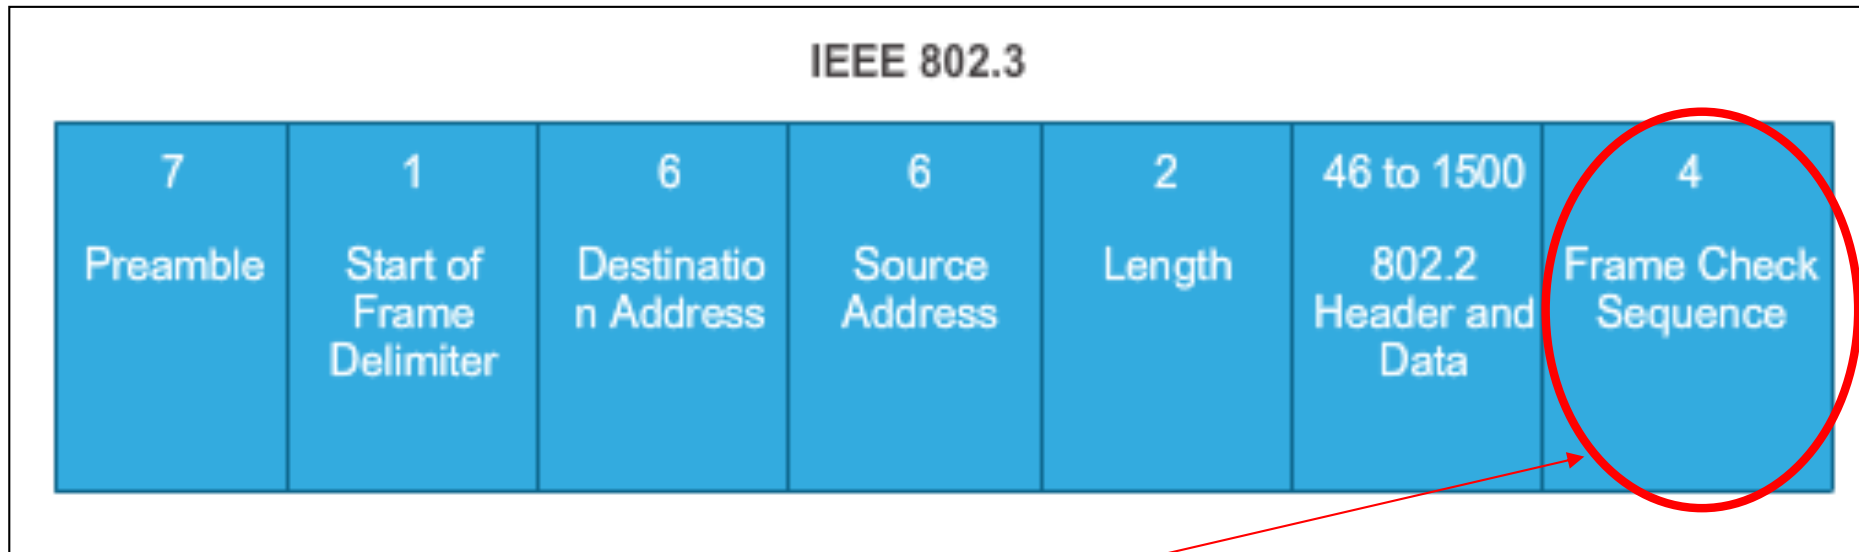 IEEE 802.3
7
Preamble
1
Start of
Frame
Delimiter
6
Destinatio
n Address
6
Source
Address
2
Length
46 to 1500
802.2
Header and
Data
4
Frame Check
Sequence